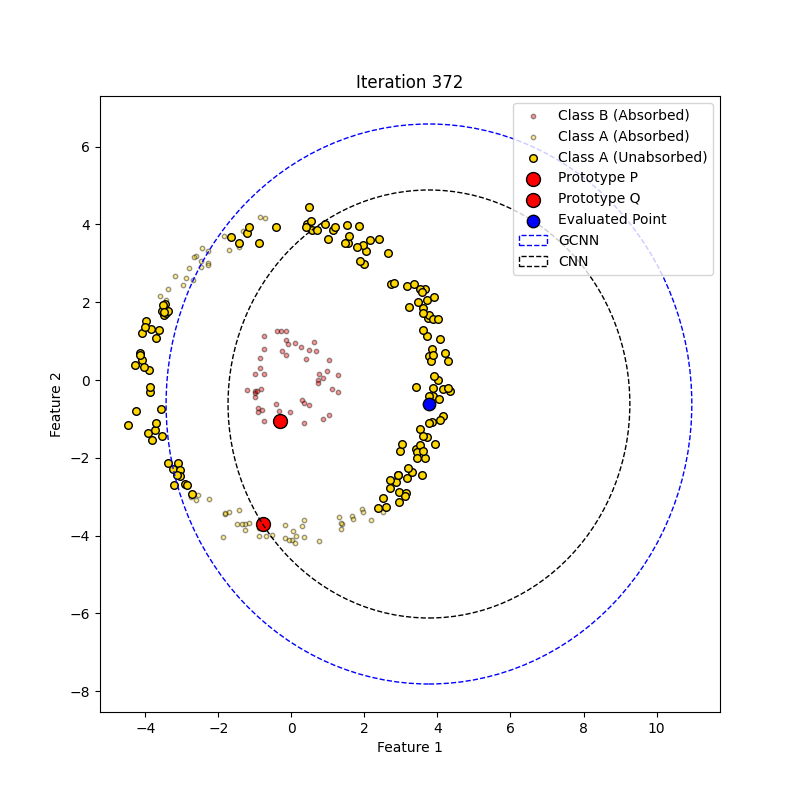 Iteration 372
Class B (Absorbed)
Class A (Absorbed)
Class A (Unabsorbed)
Prototype P
Prototype Q
Evaluated Point
GCNN
CNN
Feature 2
6
4
2
0
−2
−4
−6
−8
−4
−2
0
2
4
6
8
10
Feature 1